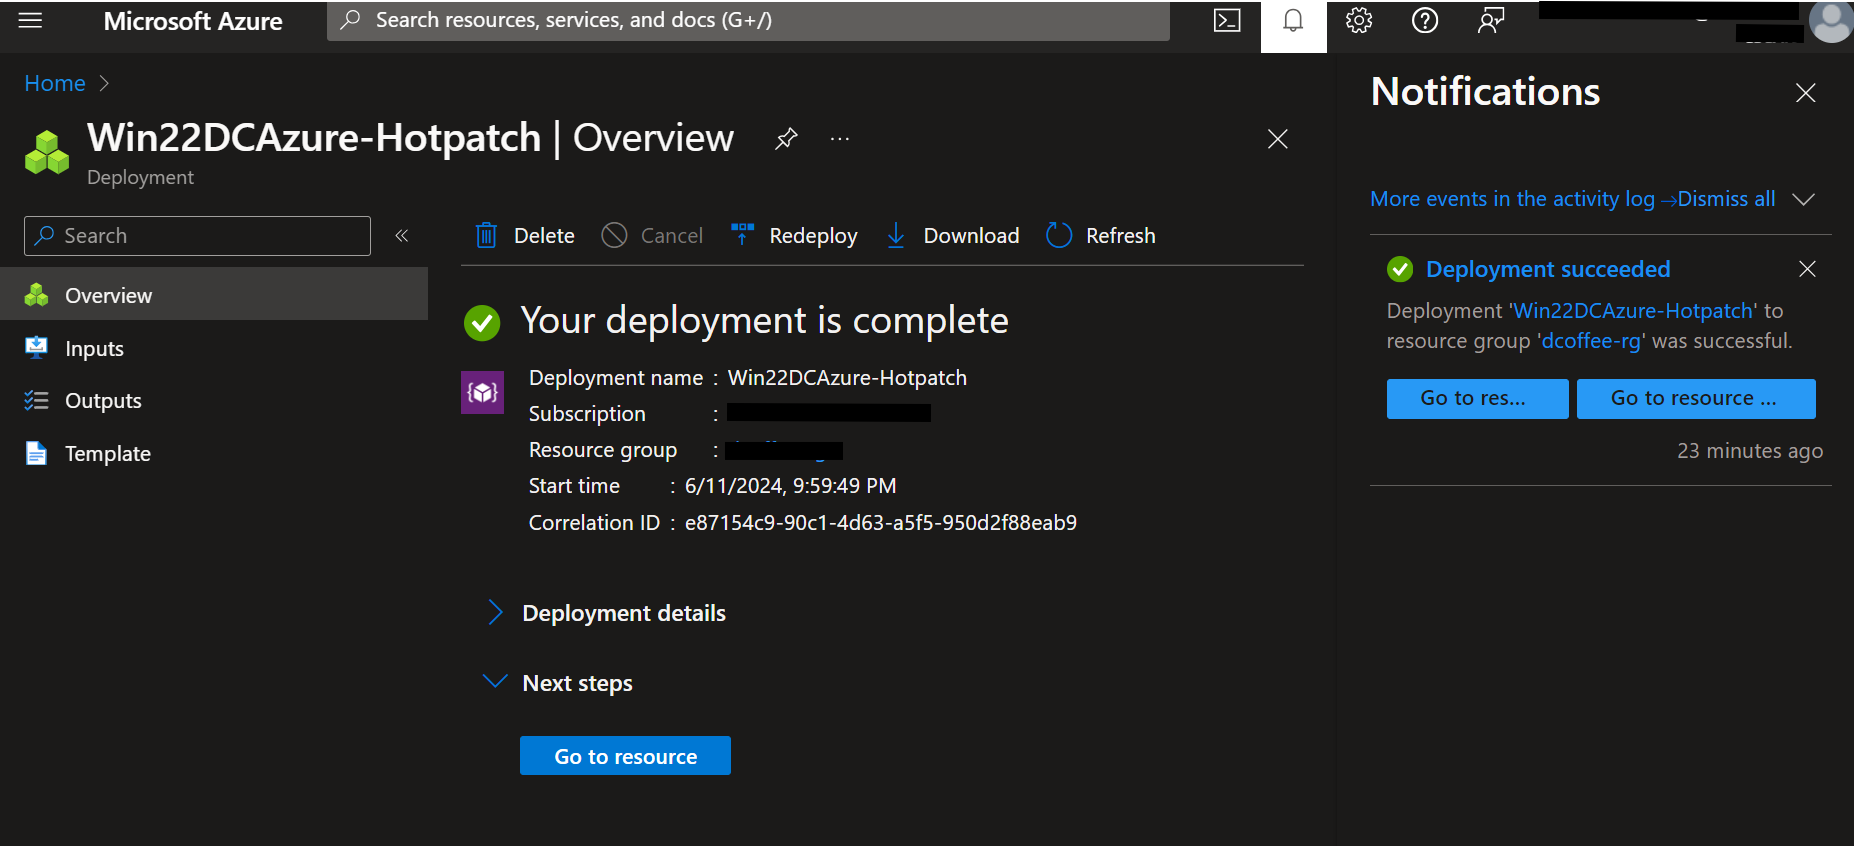 Microsoft Azure
Search resources, services, and docs (G+/)
Home
Win22DCAzure-Hotpatch | Overview
Deployment
Search
Overview
Inputs
Outputs
Template
Delete
Cancel
Redeploy
Download
Refresh
Your deployment is complete
Deployment name : Win22DCAzure-Hotpatch
Subscription :
Resource group :
Start time : 6/11/2024, 9:59:49 PM
Correlation ID : e87154c9-90c1-4d63-a5f5-950d2f88eab9
Deployment details
Next steps
Go to resource
Notifications
More events in the activity log →
Dismiss all
Deployment succeeded
Deployment 'Win22DCAzure-Hotpatch' to
resource group 'dcoffee-rg' was successful.
Go to res...
Go to resource ...
23 minutes ago